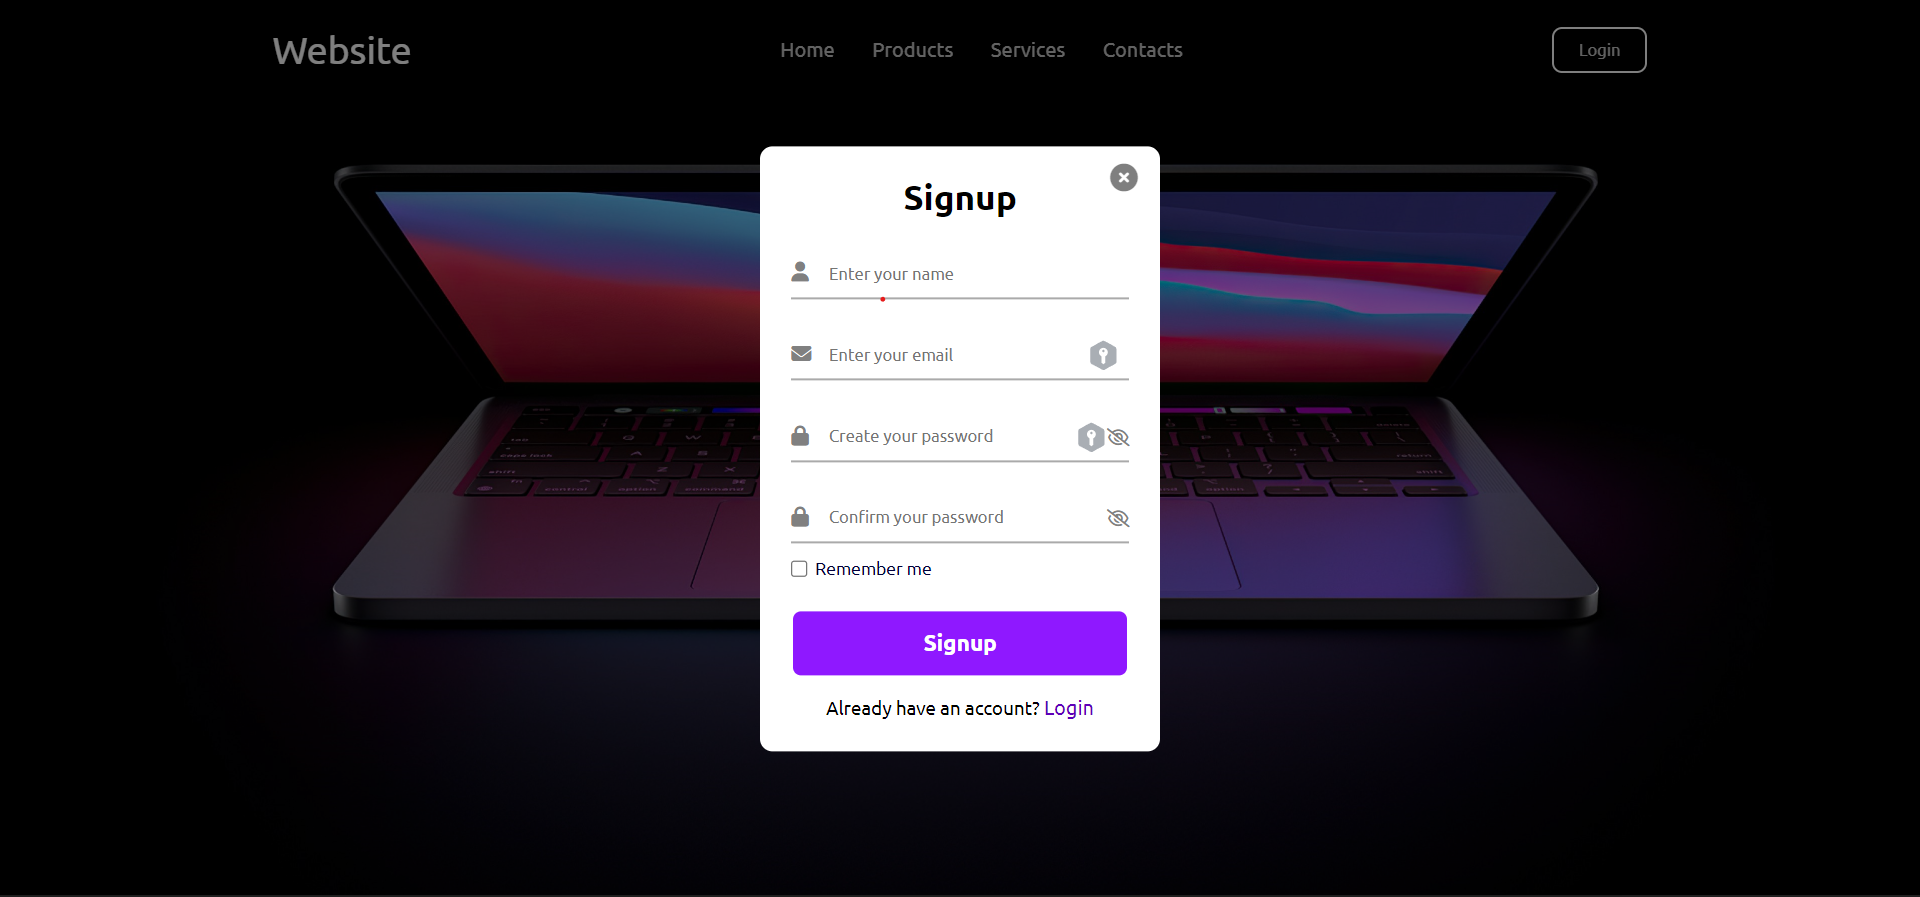 Website
Home Products Services Contacts
Login
Signup
Enter your name
Enter your email
Create your password
Confirm your password
Remember me
Signup
Already have an account? Login